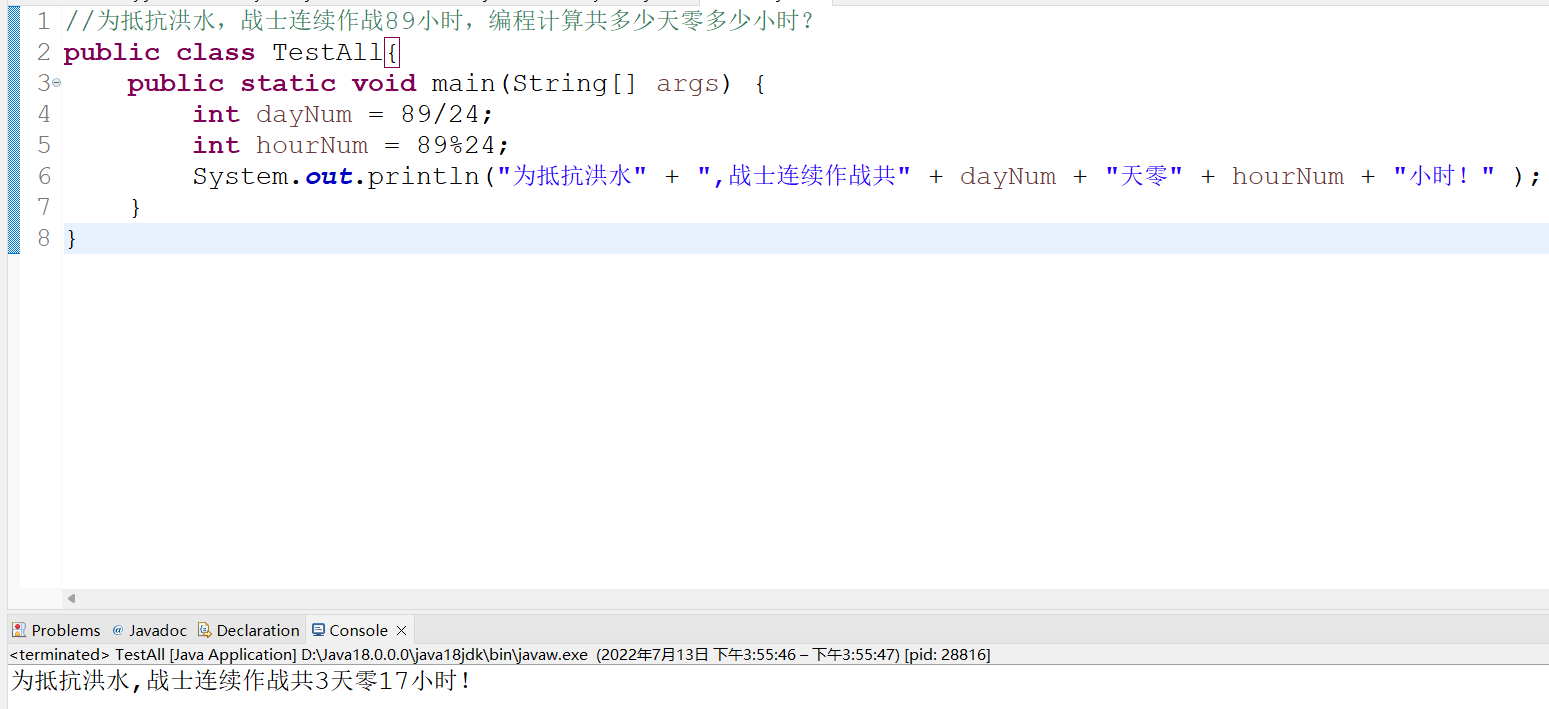 1 //为抵抗洪水，战士连续作战89小时，编程计算共多少天零多少小时？
2 public class TestAll{
3 public static void main(String[] args) {
4 int dayNum = 89/24;
5 int hourNum = 89%24;
6 System.out.println("为抵抗洪水" + ",战士连续作战共" + dayNum + "天零" + hourNum + "小时！" );
7 }
8 }
Problems @ Javadoc Declaration Console
<terminated> TestAll [Java Application] D:\Java18.0.0.0\java18jdk\bin\javaw.exe (2022年7月13日 下午3:55:46 – 下午3:55:47) [pid: 28816]
为抵抗洪水,战士连续作战共3天零17小时！